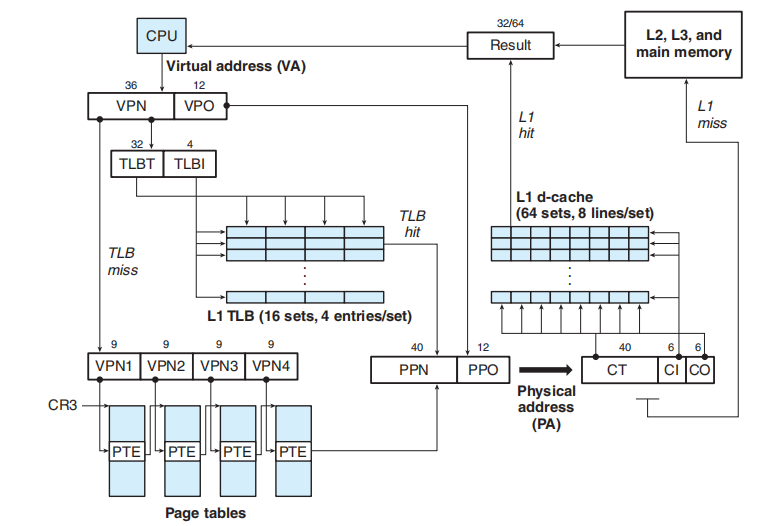 32/64
CPU
Result
L2, L3, and
main memory
Virtual address (VA)
36
12
VPN
VPO
L1
miss
L1
hit
32
4
TLBT
TLBI
L1 d-cache
(64 sets, 8 lines/set)
TLB
hit
TLB
miss
...
...
L1 TLB (16 sets, 4 entries/set)
9
9
9
9
40
12
40
6
6
VPN1
VPN2
VPN3
VPN4
PPN
PPO
CT
CI
CO
Physical
address
(PA)
CR3
PTE
PTE
PTE
PTE
Page tables